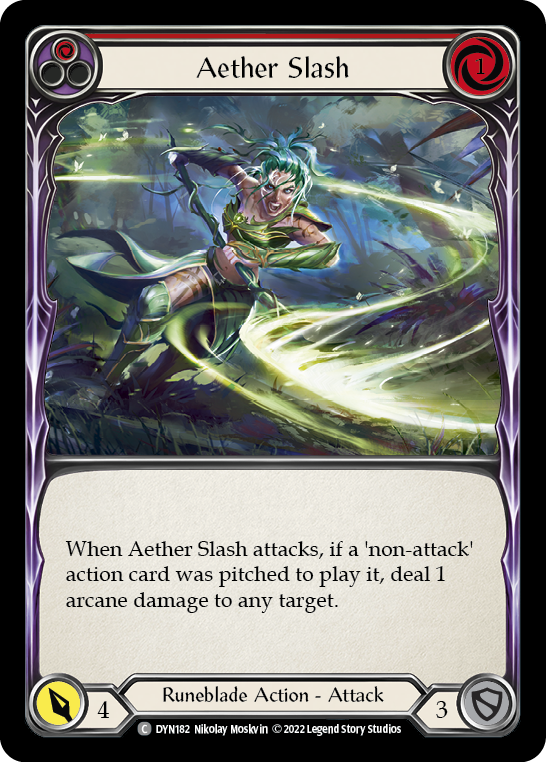 Aether Slash
1
When Aether Slash attacks, if a 'non-attack'
action card was pitched to play it, deal 1
arcane damage to any target.
4
Runeblade Action - Attack
3
C DYN182 Nikolay Moskvin © 2022 Legend Story Studios